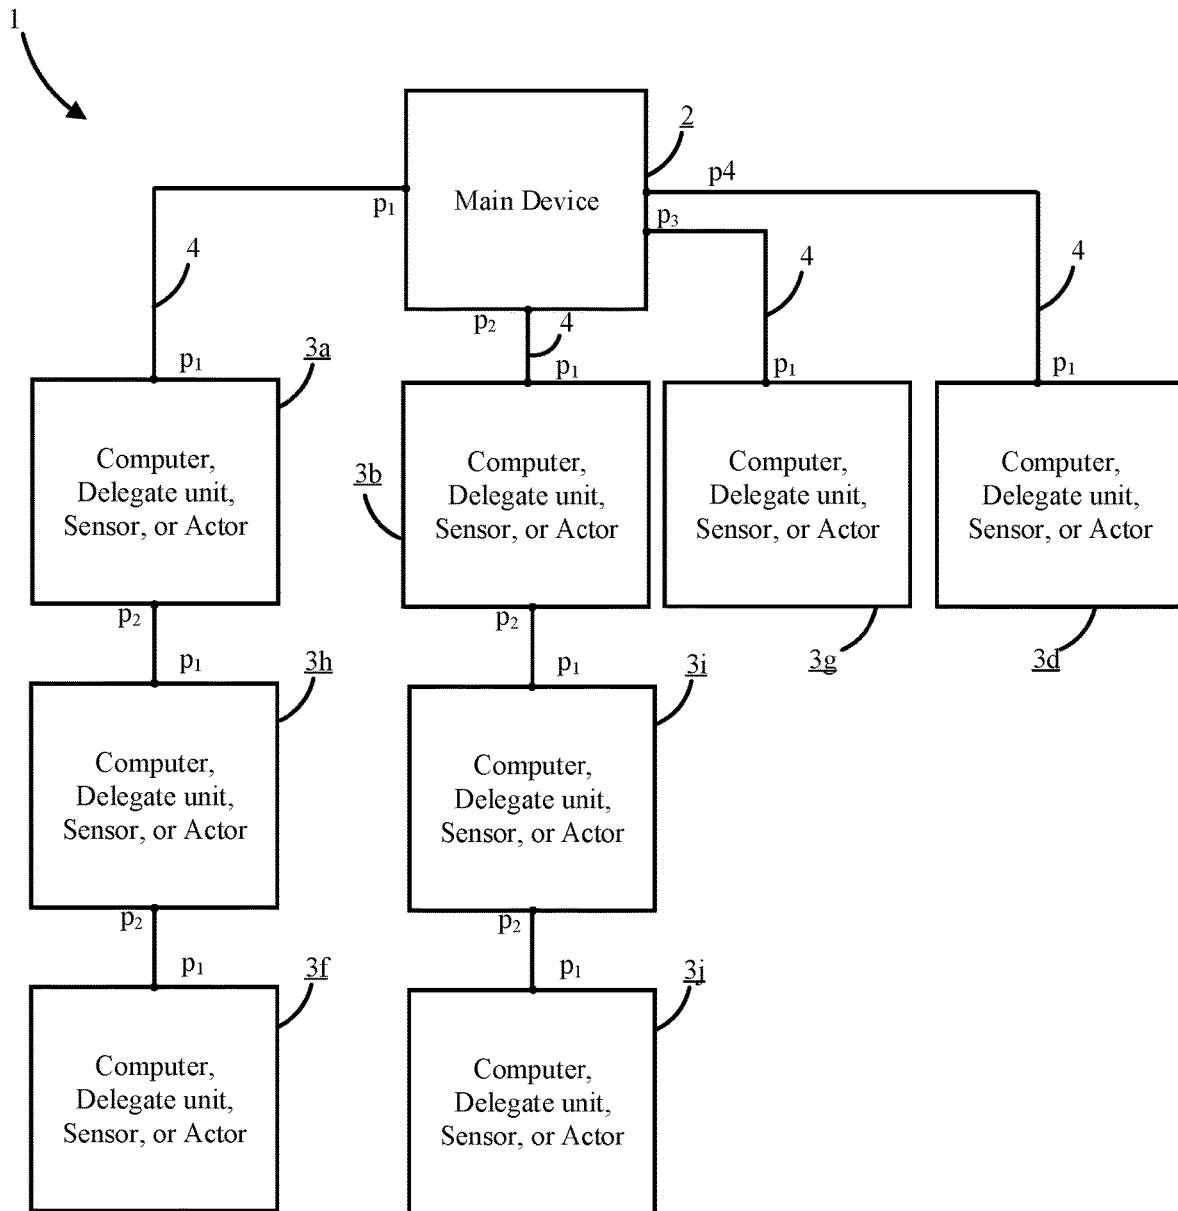 1
2
Main Device
p₁
p4
p₃
p₂
4
4
4
4
p₁
p₁
p₁
p₁
3a
3b
Computer,
Delegate unit,
Sensor, or Actor
Computer,
Delegate unit,
Sensor, or Actor
Computer,
Delegate unit,
Sensor, or Actor
Computer,
Delegate unit,
Sensor, or Actor
p₂
p₂
3g
3d
p₁
3h
p₁
3i
Computer,
Delegate unit,
Sensor, or Actor
Computer,
Delegate unit,
Sensor, or Actor
p₂
p₂
p₁
3f
p₁
3j
Computer,
Delegate unit,
Sensor, or Actor
Computer,
Delegate unit,
Sensor, or Actor